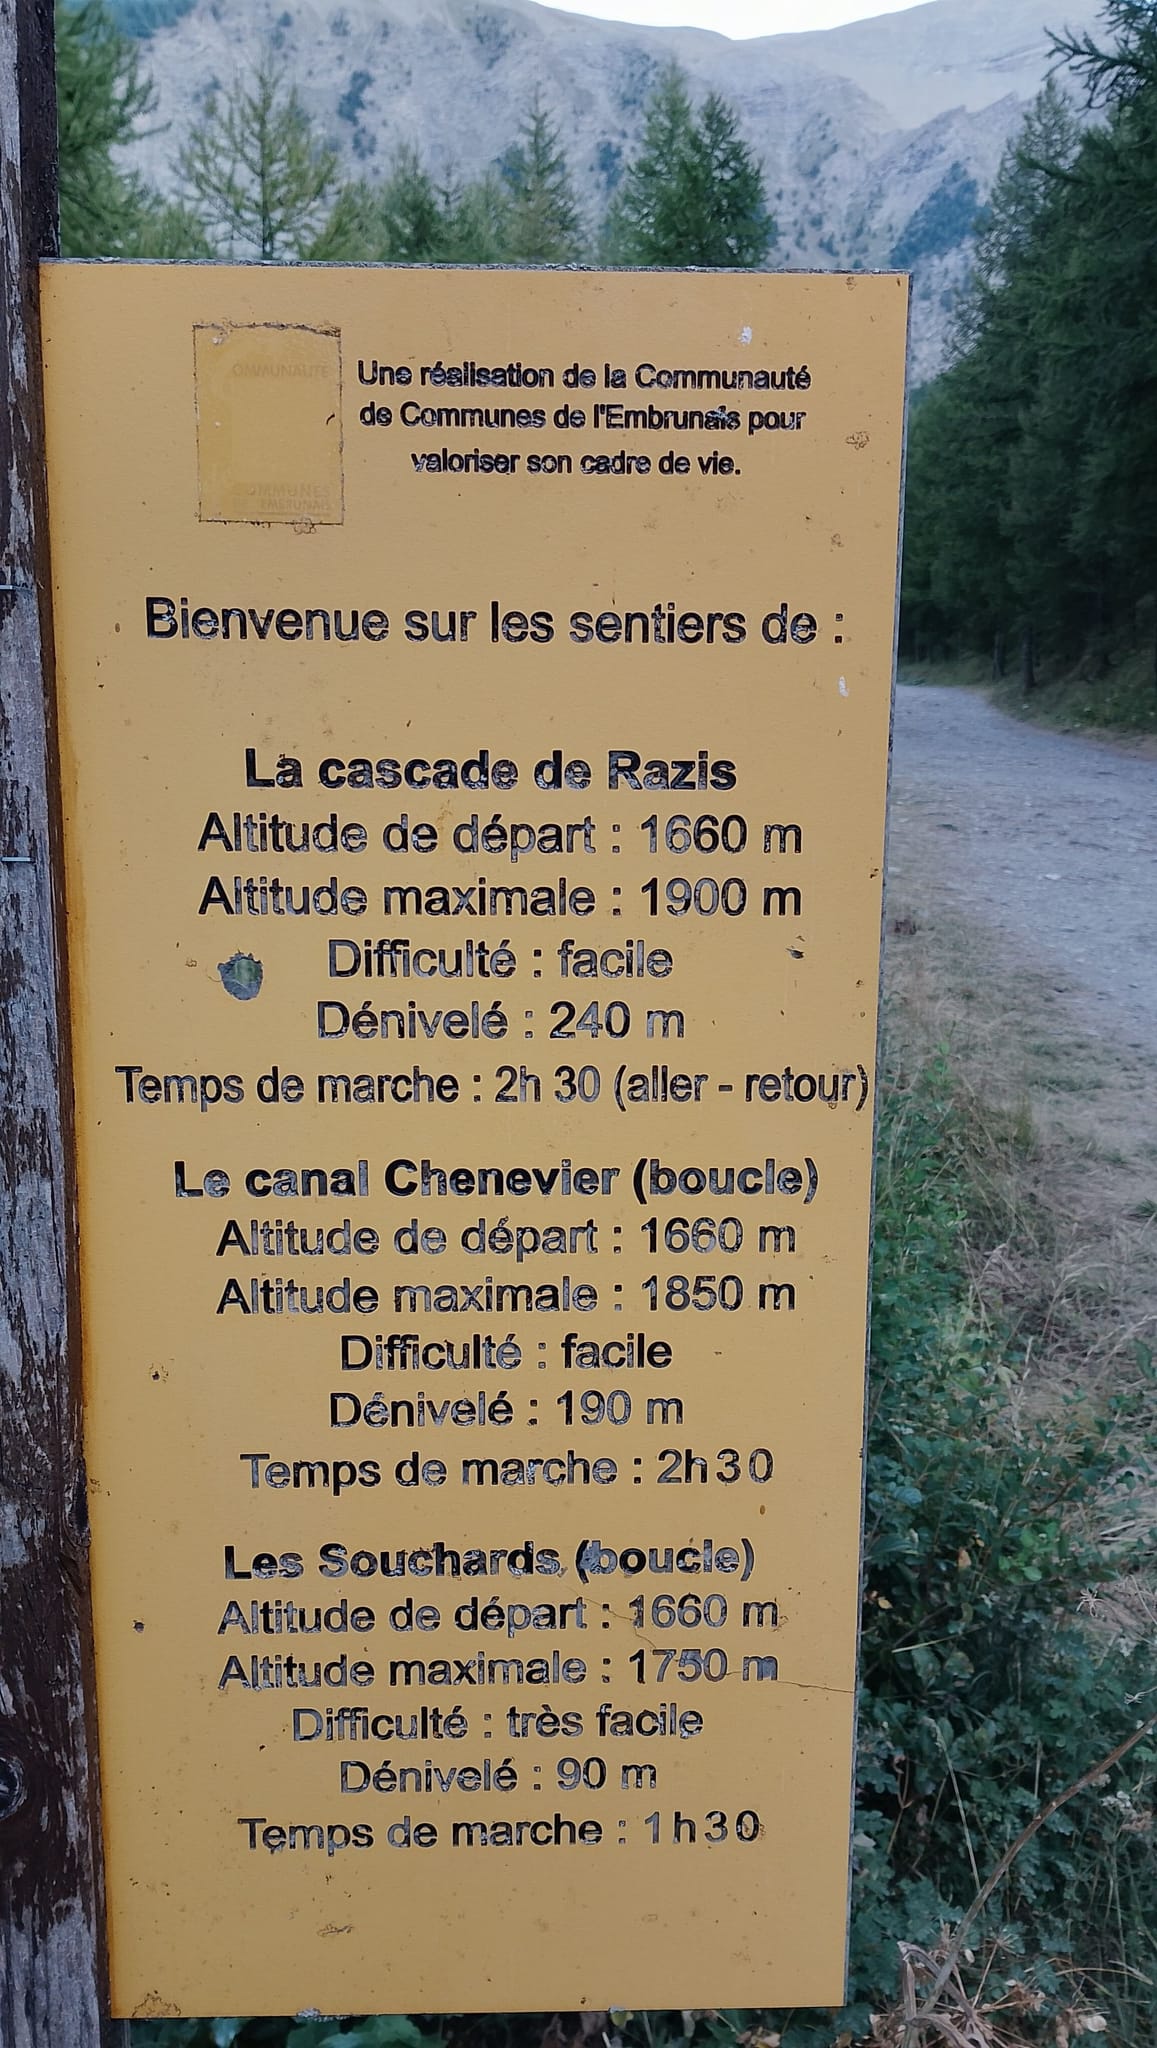 OMMUNAUTÉ
OMMUNES
EMBRUNAIS
Une réalisation de la Communauté
de Communes de l'Embrunais pour
valoriser son cadre de vie.
Bienvenue sur les sentiers de :
La cascade de Razis
Altitude de départ : 1660 m
Altitude maximale : 1900 m
Difficulté : facile
Dénivelé : 240 m
Temps de marche : 2h 30 (aller - retour)
Le canal Chenevier (boucle)
Altitude de départ : 1660 m
Altitude maximale : 1850 m
Difficulté : facile
Dénivelé : 190 m
Temps de marche : 2h30
Les Souchards (boucle)
Altitude de départ : 1660 m
Altitude maximale : 1750 m
Difficulté : très facile
Dénivelé : 90 m
Temps de marche : 1h30